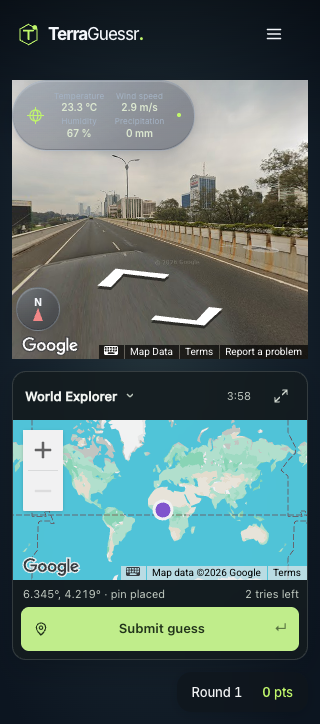 TerraGuessr.
Temperature Wind speed
23.3 °C 2.9 m/s
Humidity Precipitation
67 % 0 mm
© 2026 Google
N
Google
Map Data Terms Report a problem
World Explorer 3:58
Google
Map data ©2026 Google Terms
6.345°, 4.219° · pin placed 2 tries left
Submit guess
Round 1 0 pts